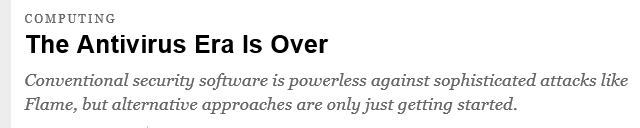 COMPUTING
The Antivirus Era Is Over
Conventional security software is powerless against sophisticated attacks like
Flame, but alternative approaches are only just getting started.